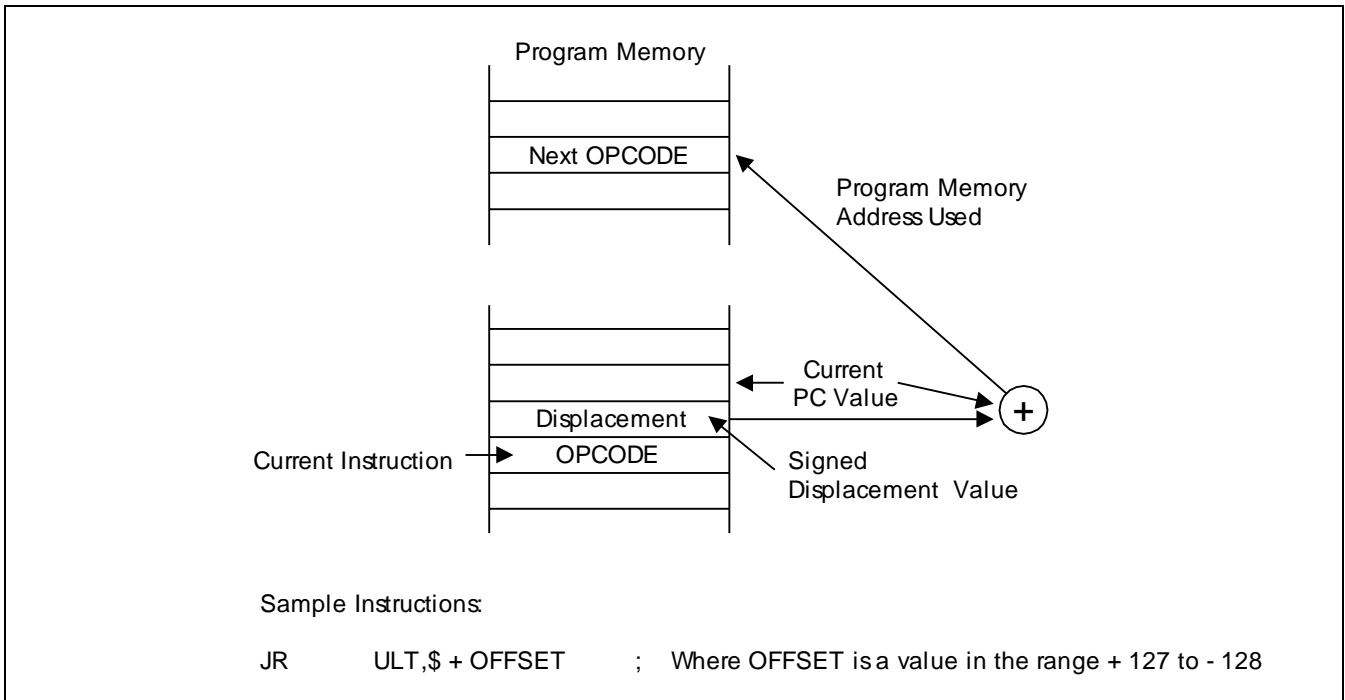 Program Memory
Next OPCODE
Program Memory
Address Used
Current
PC Value
+
Displacement
Current Instruction
OPCODE
Signed
Displacement Value
Sample Instructions:
JR ULT,$ + OFFSET ; Where OFFSET is a value in the range + 127 to - 128